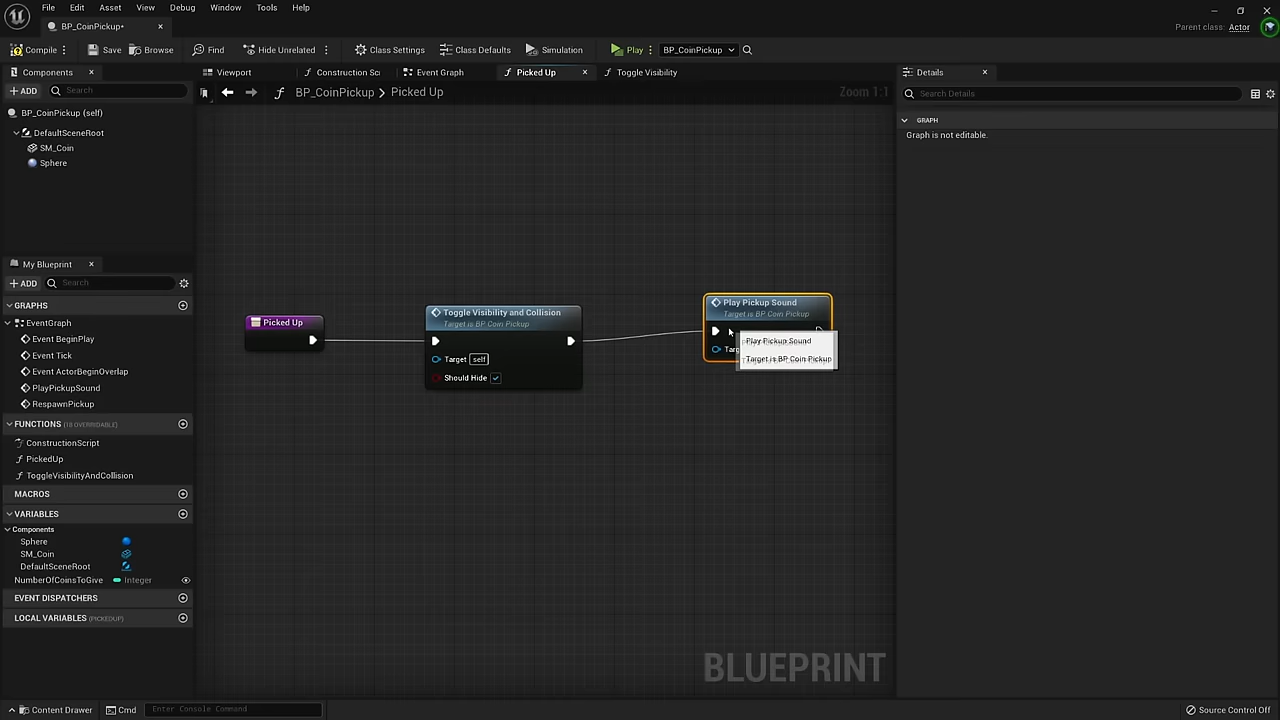 File Edit Asset View Debug Window Tools Help
BP_CoinPickup•
Parent class: Actor
Compile Save Browse Find Hide Unrelated Class Settings Class Defaults Simulation Play BP_CoinPickup
Components
ADD Search
BP_CoinPickup (self)
DefaultSceneRoot
SM_Coin
Sphere
My Blueprint
ADD Search
GRAPHS
EventGraph
Event BeginPlay
Event Tick
Event ActorBeginOverlap
PlayPickupSound
RespawnPickup
FUNCTIONS (18 OVERRIDABLE)
ConstructionScript
PickedUp
ToggleVisibilityAndCollision
MACROS
VARIABLES
Components
Sphere
SM_Coin
DefaultSceneRoot
NumberOfCoinsToGive Integer
EVENT DISPATCHERS
LOCAL VARIABLES (PICKEDUP)
Viewport Construction Sc Event Graph Picked Up Toggle Visibility
BP_CoinPickup > Picked Up
Zoom 1:1
Picked Up
Toggle Visibility and Collision
Target is BP Coin Pickup
Target self
Should Hide
Play Pickup Sound
Target is BP Coin Pickup
Targ
Play Pickup Sound
Target is BP Coin Pickup
BLUEPRINT
Details
Search Details
GRAPH
Graph is not editable.
Content Drawer Cmd Enter Console Command
Source Control Off